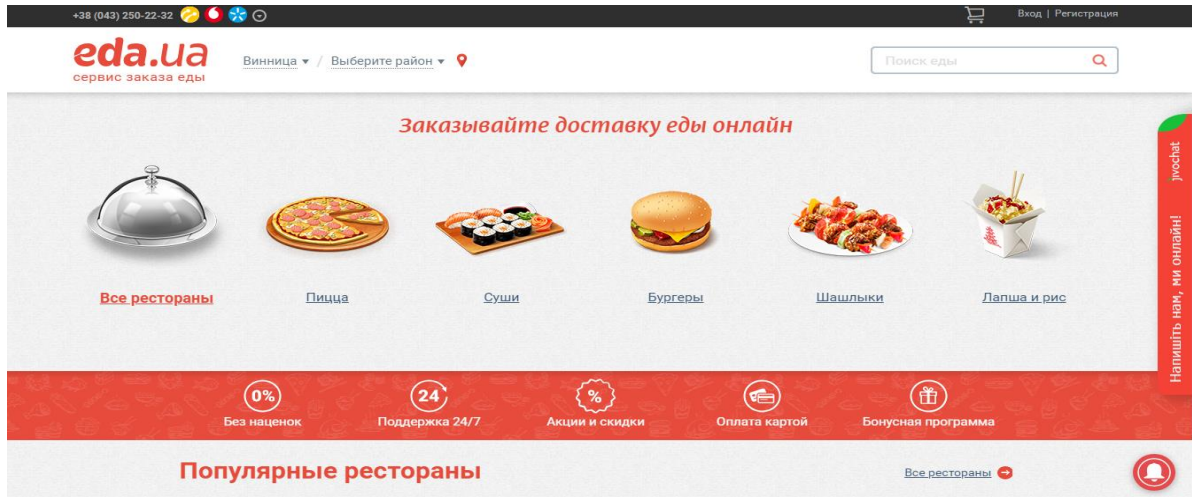 +38 (043) 250-22-32
Вход | Регистрация
eda.ua
сервис заказа еды
Винница / Выберите район
Поиск еды
Заказывайте доставку еды онлайн
Все рестораны
Пицца
Суши
Бургеры
Шашлыки
Лапша и рис
0%
Без наценок
24
Поддержка 24/7
%
Акции и скидки
Оплата картой
Бонусная программа
Популярные рестораны
Все рестораны
Напишіть нам, ми онлайн! jivochat